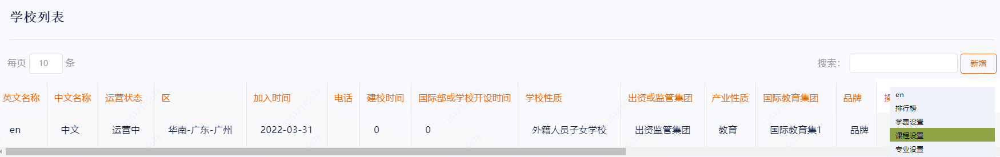 学校列表
每页 10 条
搜索：
新增
英文名称 中文名称 运营状态 区 加入时间 电话 建校时间 国际部或学校开设时间 学校性质 出资或监管集团 产业性质 国际教育集团 品牌
en 中文 运营中 华南-广东-广州 2022-03-31 0 0 外籍人员子女学校 出资监管集团 教育 国际教育集1 品牌
en
排行榜
学费设置
课程设置
专业设置